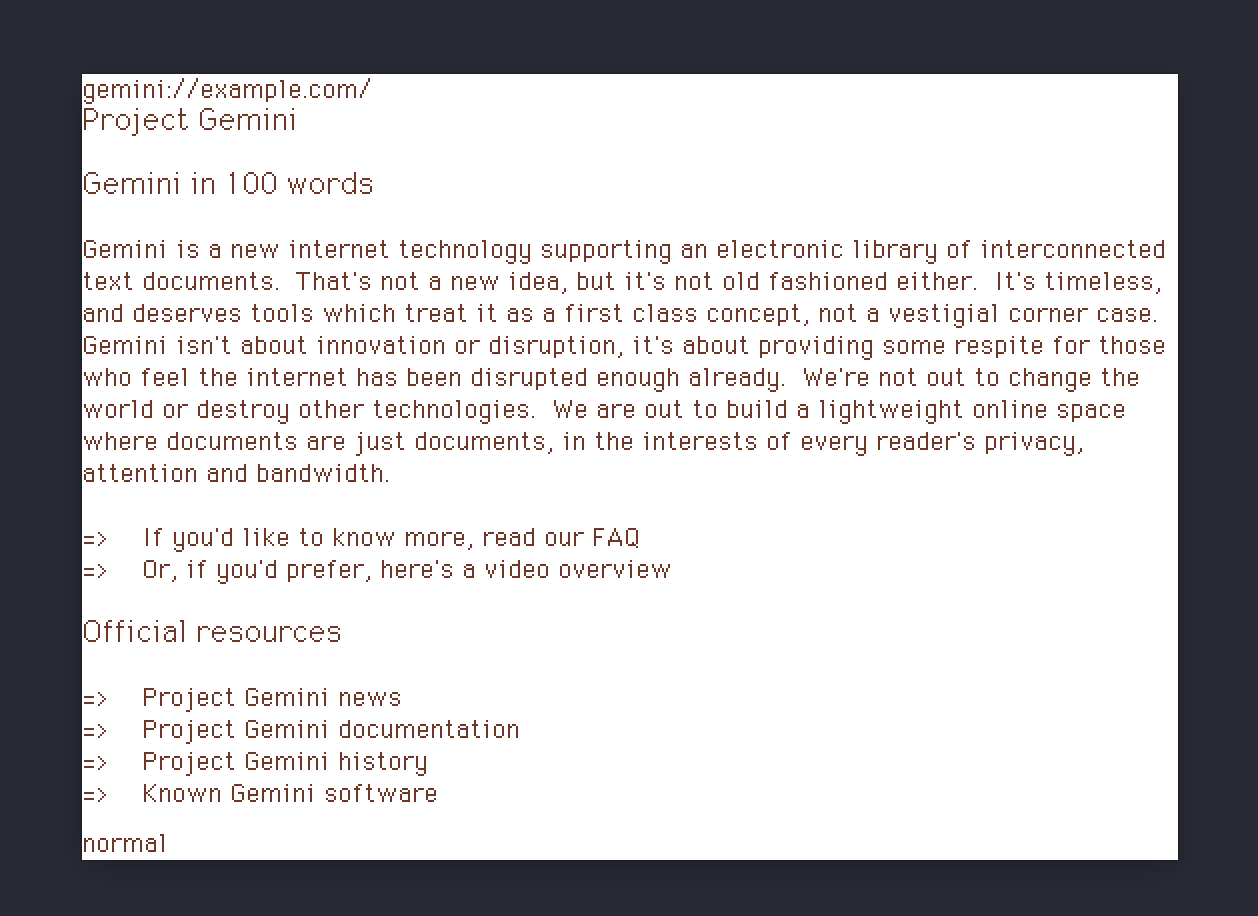 gemini://example.com/
Project Gemini
Gemini in 100 words
Gemini is a new internet technology supporting an electronic library of interconnected
text documents.  That's not a new idea, but it's not old fashioned either.  It's timeless,
and deserves tools which treat it as a first class concept, not a vestigial corner case.
Gemini isn't about innovation or disruption, it's about providing some respite for those
who feel the internet has been disrupted enough already.  We're not out to change the
world or destroy other technologies.  We are out to build a lightweight online space
where documents are just documents, in the interests of every reader's privacy,
attention and bandwidth.
=> If you'd like to know more, read our FAQ
=> Or, if you'd prefer, here's a video overview
Official resources
=> Project Gemini news
=> Project Gemini documentation
=> Project Gemini history
=> Known Gemini software
normal